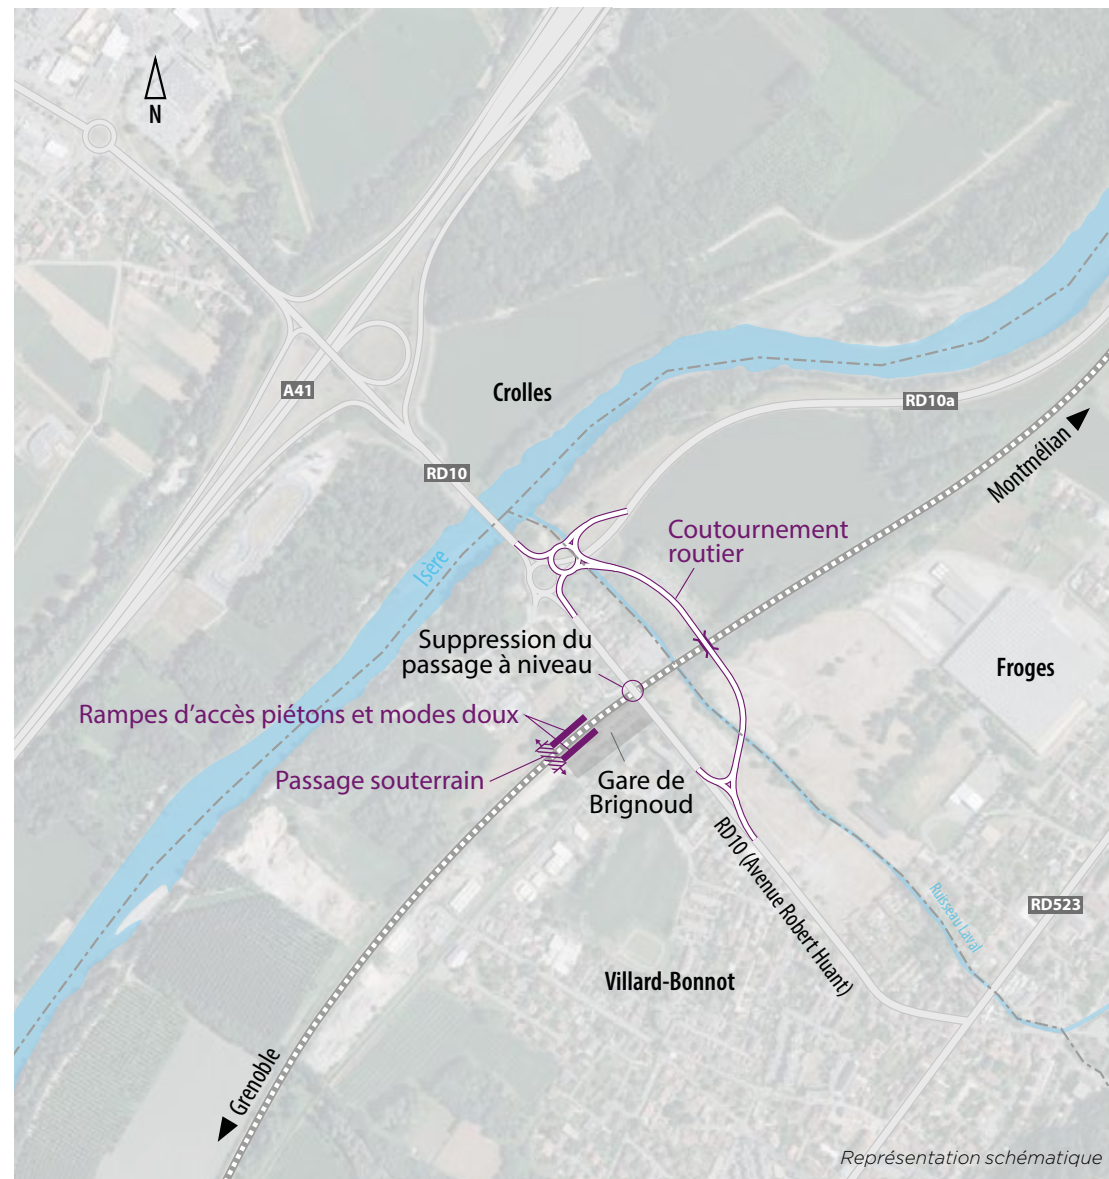 N
A41
Crolles
RD10a
Montmélian
RD10
Coutournement
routier
Isère
Suppression du
passage à niveau
Froges
Rampes d'accès piétons et modes doux
Passage souterrain
Gare de
Brignoud
RD10 (Avenue Robert Huant)
RD523
Ruisseau Laval
Villard-Bonnot
Grenoble
Représentation schématique